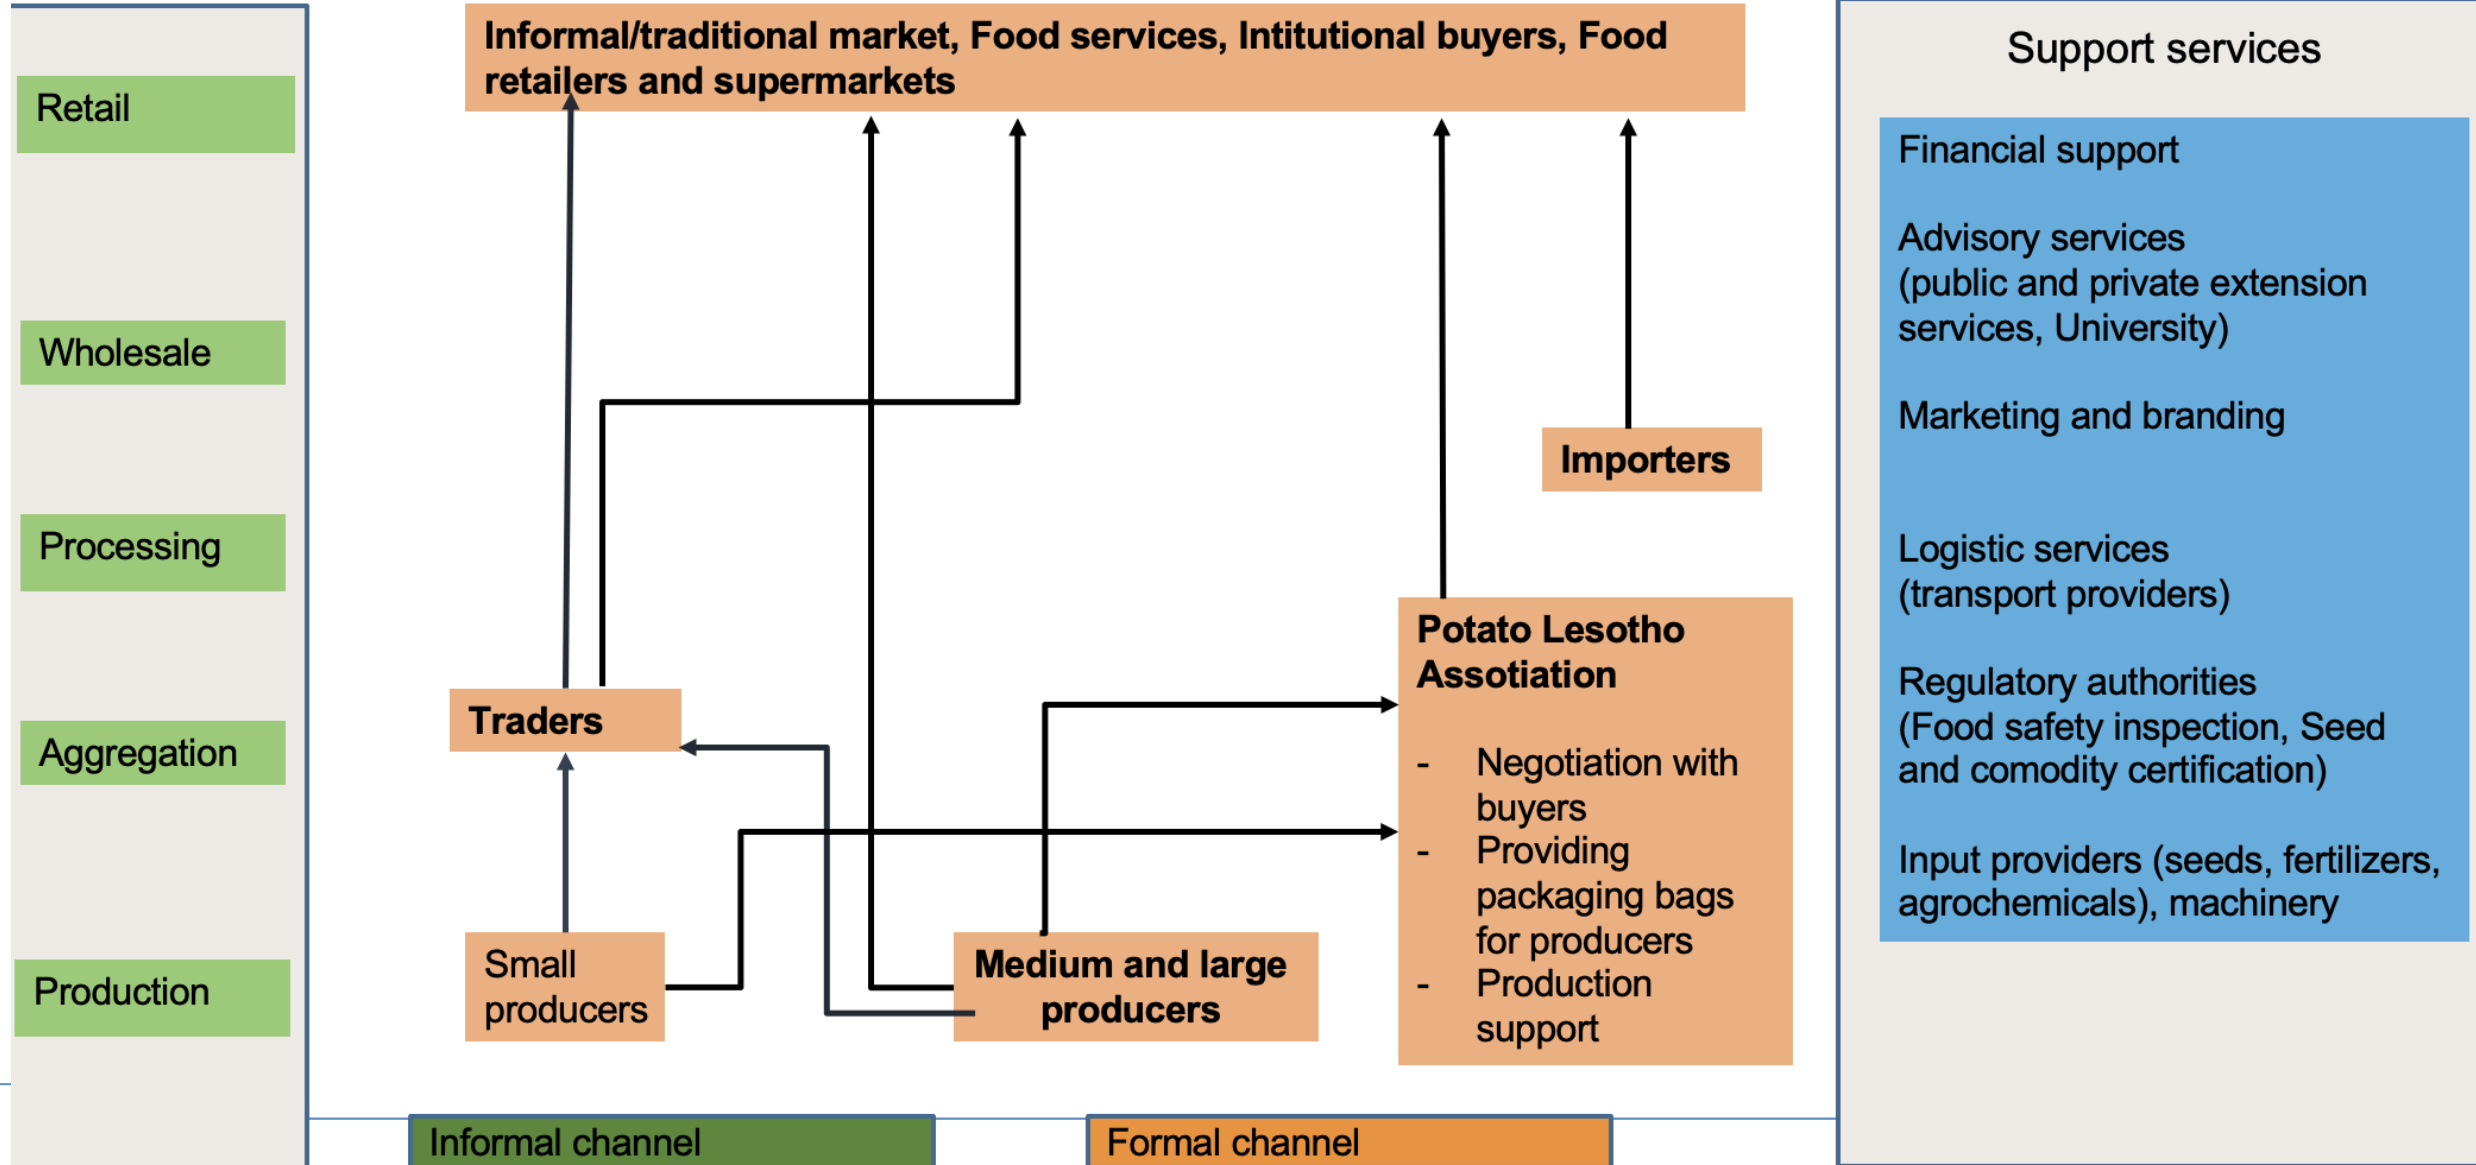 Retail
Wholesale
Processing
Aggregation
Production
Informal/traditional market, Food services, Intitutional buyers, Food
retailers and supermarkets
Importers
Traders
Potato Lesotho
Assotiation
- Negotiation with
buyers
- Providing
packaging bags
for producers
- Production
support
Small
producers
Medium and large
producers
Informal channel
Formal channel
Support services
Financial support
Advisory services
(public and private extension
services, University)
Marketing and branding
Logistic services
(transport providers)
Regulatory authorities
(Food safety inspection, Seed
and comodity certification)
Input providers (seeds, fertilizers,
agrochemicals), machinery